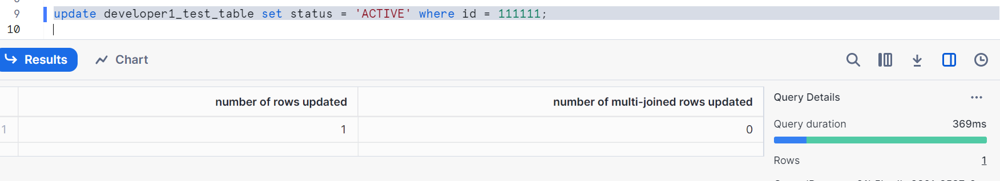 9 update developer1_test_table set status = 'ACTIVE' where id = 111111;
10
Results Chart
number of rows updated number of multi-joined rows updated
1 1 0
Query Details ...
Query duration 369ms
Rows 1